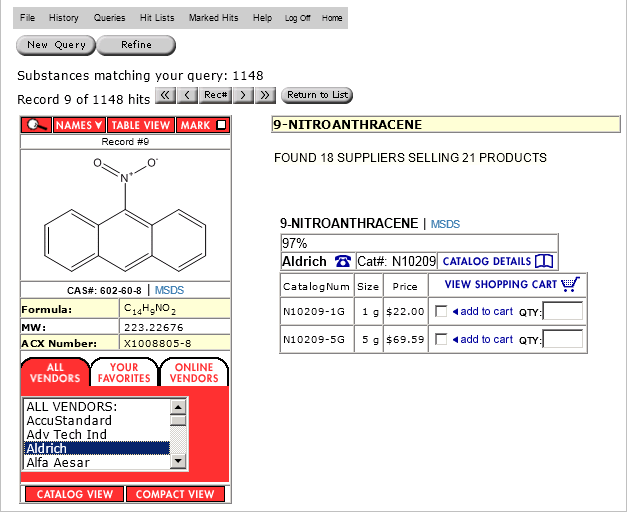 File History Queries Hit Lists Marked Hits Help Log Off Home
New Query Refine
Substances matching your query: 1148
Record 9 of 1148 hits << < Rec# > >> Return to List
NAMES TABLE VIEW MARK
Record #9
O O-
N+
CAS#: 602-60-8 | MSDS
Formula: C14H9NO2
MW: 223.22676
ACX Number: X1008805-8
ALL VENDORS YOUR FAVORITES ONLINE VENDORS
ALL VENDORS:
AccuStandard
Adv Tech Ind
Aldrich
Alfa Aesar
CATALOG VIEW COMPACT VIEW
9-NITROANTHRACENE
FOUND 18 SUPPLIERS SELLING 21 PRODUCTS
9-NITROANTHRACENE | MSDS
97%
Aldrich Cat#: N10209 CATALOG DETAILS
CatalogNum Size Price VIEW SHOPPING CART
N10209-1G 1 g $22.00 add to cart QTY:
N10209-5G 5 g $69.59 add to cart QTY: